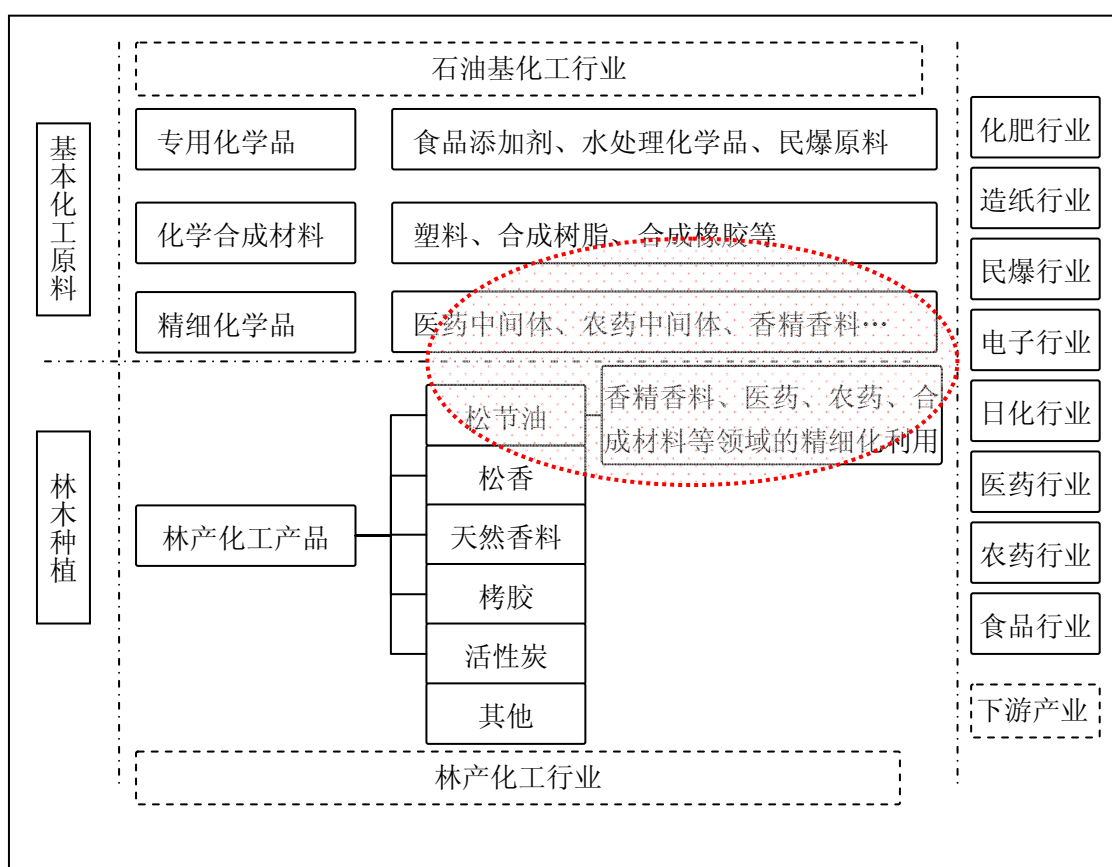 石油基化工行业
基本化工原料
专用化学品
食品添加剂、水处理化学品、民爆原料
化学合成材料
塑料、合成树脂、合成橡胶等
精细化学品
医药中间体、农药中间体、香精香料…
林木种植
林产化工产品
松节油
香精香料、医药、农药、合
成材料等领域的精细化利用
松香
天然香料
栲胶
活性炭
其他
林产化工行业
化肥行业
造纸行业
民爆行业
电子行业
日化行业
医药行业
农药行业
食品行业
下游产业